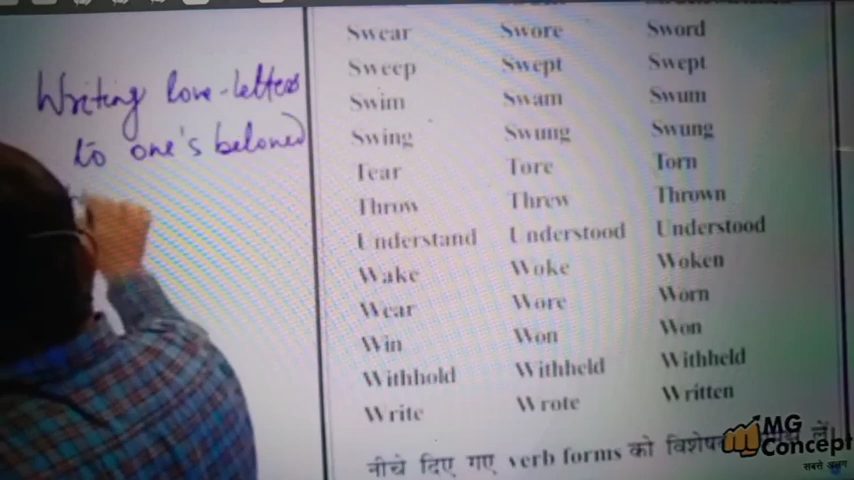 Writing love-letters
to one's beloved
Swear Swore Sword
Sweep Swept Swept
Swim Swam Swum
Swing Swung Swung
Tear Tore Torn
Throw Threw Thrown
Understand Understood Understood
Wake Woke Woken
Wear Wore Worn
Win Won Won
Withhold Withheld Withheld
Write Wrote Written
नीचे दिए गए verb forms को लें।
MG
Concept
सबसे अलग